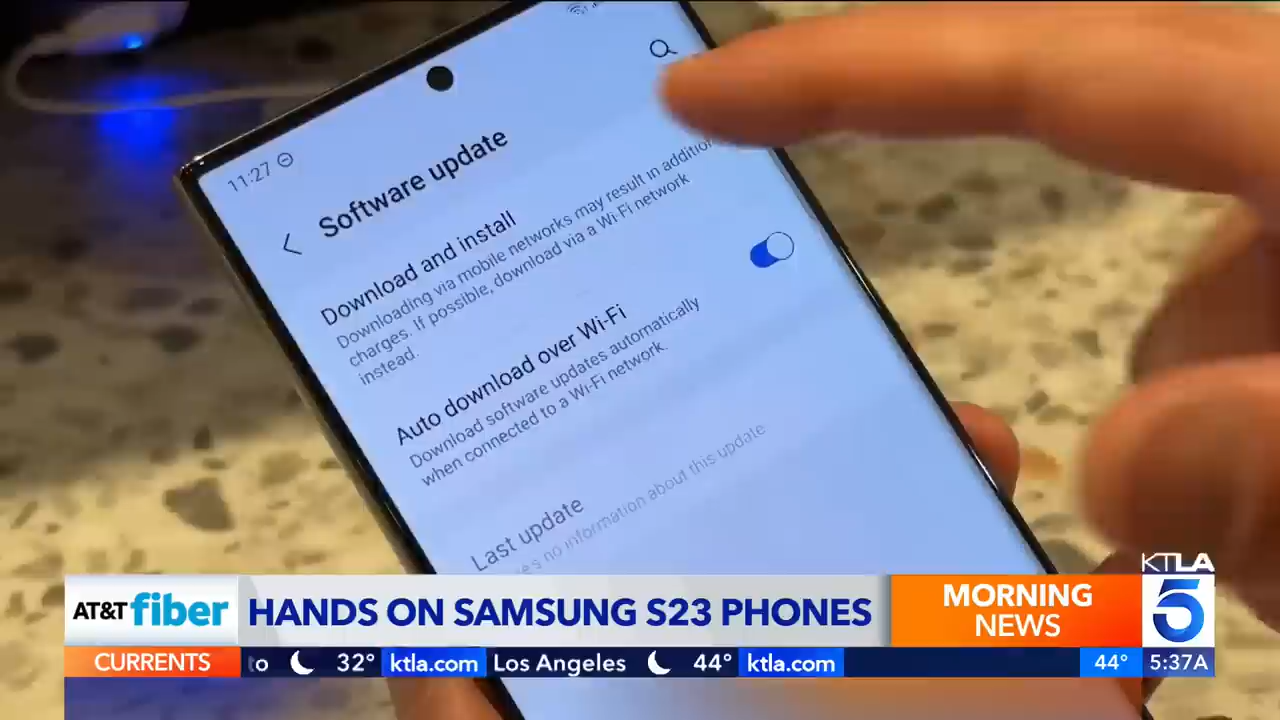 11:27
Software update
Download and install
Downloading via mobile networks may result in addition
charges. If possible, download via a Wi-Fi network
instead.
Auto download over Wi-Fi
Download software updates automatically
when connected to a Wi-Fi network.
Last update
no information about this update
KTLA
5
AT&T fiber
HANDS ON SAMSUNG S23 PHONES
MORNING
NEWS
CURRENTS to 32° ktla.com Los Angeles 44° ktla.com 44° 5:37A